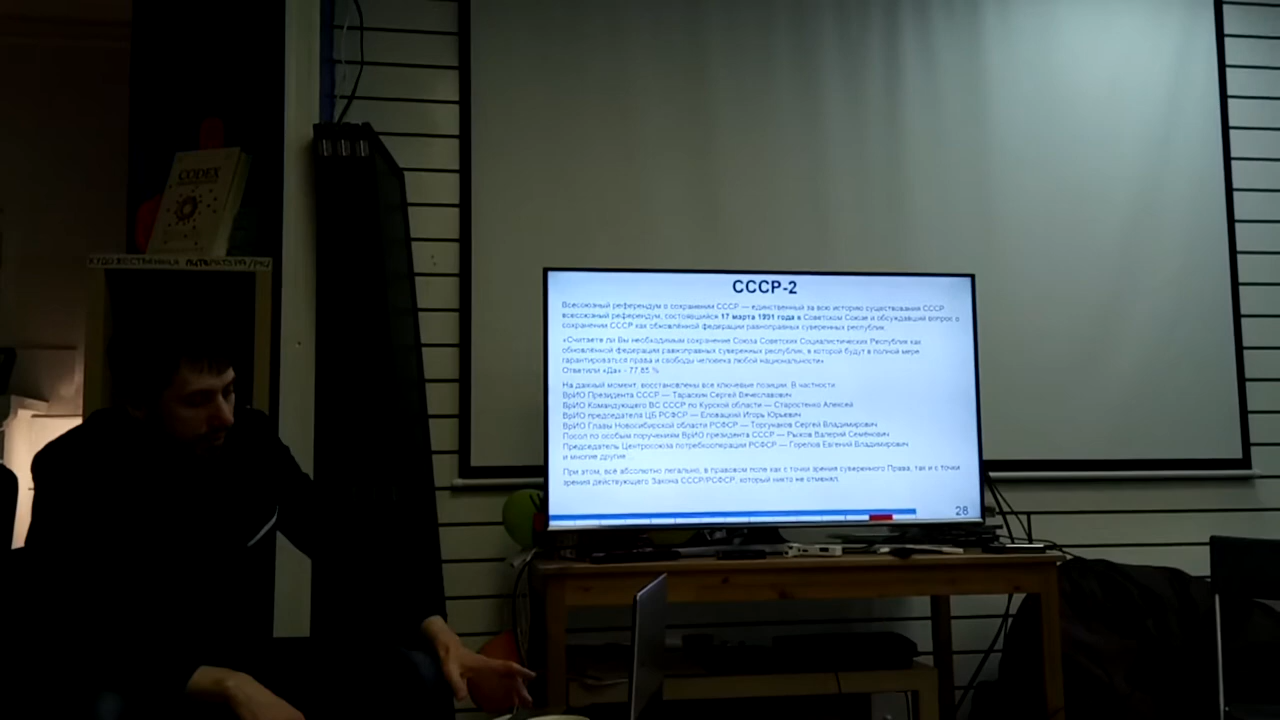 CODEX
ХУДОЖЕСТВЕННАЯ ЛИТЕРАТУРА/РКИ
СССР-2
Всесоюзный референдум о сохранении СССР — единственный за всю историю существования СССР
всесоюзный референдум, состоявшийся 17 марта 1991 года в Советском Союзе и обсуждавший вопрос о
сохранении СССР как обновлённой федерации равноправных суверенных республик.
«Считаете ли Вы необходимым сохранение Союза Советских Социалистических Республик как
обновлённой федерации равноправных суверенных республик, в которой будут в полной мере
гарантироваться права и свободы человека любой национальности»
Ответили «Да» - 77,85 %
На данный момент, восстановлены все ключевые позиции. В частности:
ВрИО Президента СССР — Тараскин Сергей Вячеславович
ВрИО Командующего ВС СССР по Курской области — Старостенко Алексей
ВрИО председателя ЦБ РСФСР — Еловацкий Игорь Юрьевич
ВрИО Главы Новосибирской области РСФСР — Торгунаков Сергей Владимирович
Посол по особым поручениям ВрИО президента СССР — Рыжов Валерий Семёнович
Председатель Центросоюза потребкооперации РСФСР — Горелов Евгений Владимирович
и многие другие ...
При этом, всё абсолютно легально, в правовом поле как с точки зрения суверенного Права, так и с точки
зрения действующего Закона СССР/РСФСР, который никто не отменял.
28